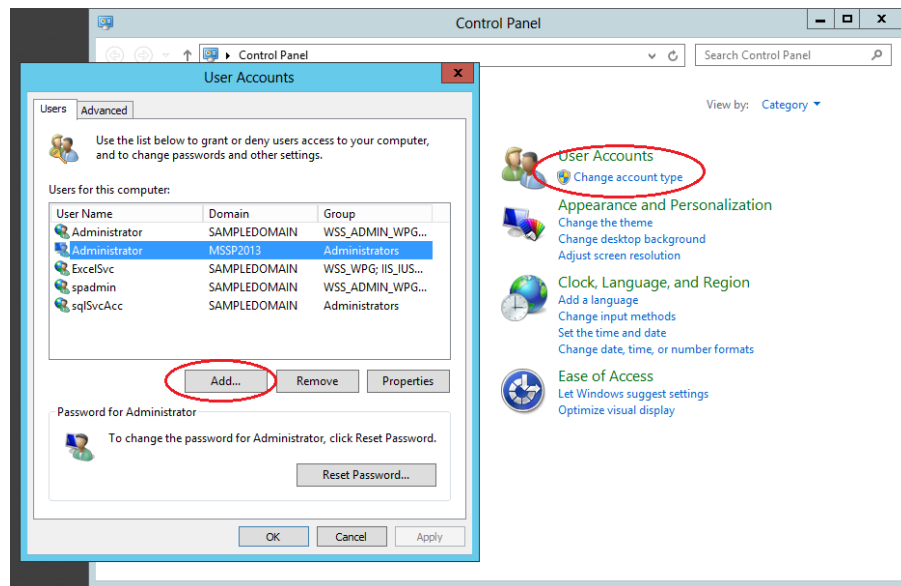 Control Panel
Control Panel
Search Control Panel
User Accounts
Users
Advanced
Use the list below to grant or deny users access to your computer,
and to change passwords and other settings.
Users for this computer:
User Name Domain Group
Administrator SAMPLEDOMAIN WSS_ADMIN_WPG...
Administrator MSSP2013 Administrators
ExcelSvc SAMPLEDOMAIN WSS_WPG; IIS_IUS...
spadmin SAMPLEDOMAIN WSS_ADMIN_WPG...
sqlSvcAcc SAMPLEDOMAIN Administrators
Add... Remove Properties
Password for Administrator
To change the password for Administrator, click Reset Password.
Reset Password...
OK Cancel Apply
View by: Category
User Accounts
Change account type
Appearance and Personalization
Change the theme
Change desktop background
Adjust screen resolution
Clock, Language, and Region
Add a language
Change input methods
Set the time and date
Change date, time, or number formats
Ease of Access
Let Windows suggest settings
Optimize visual display